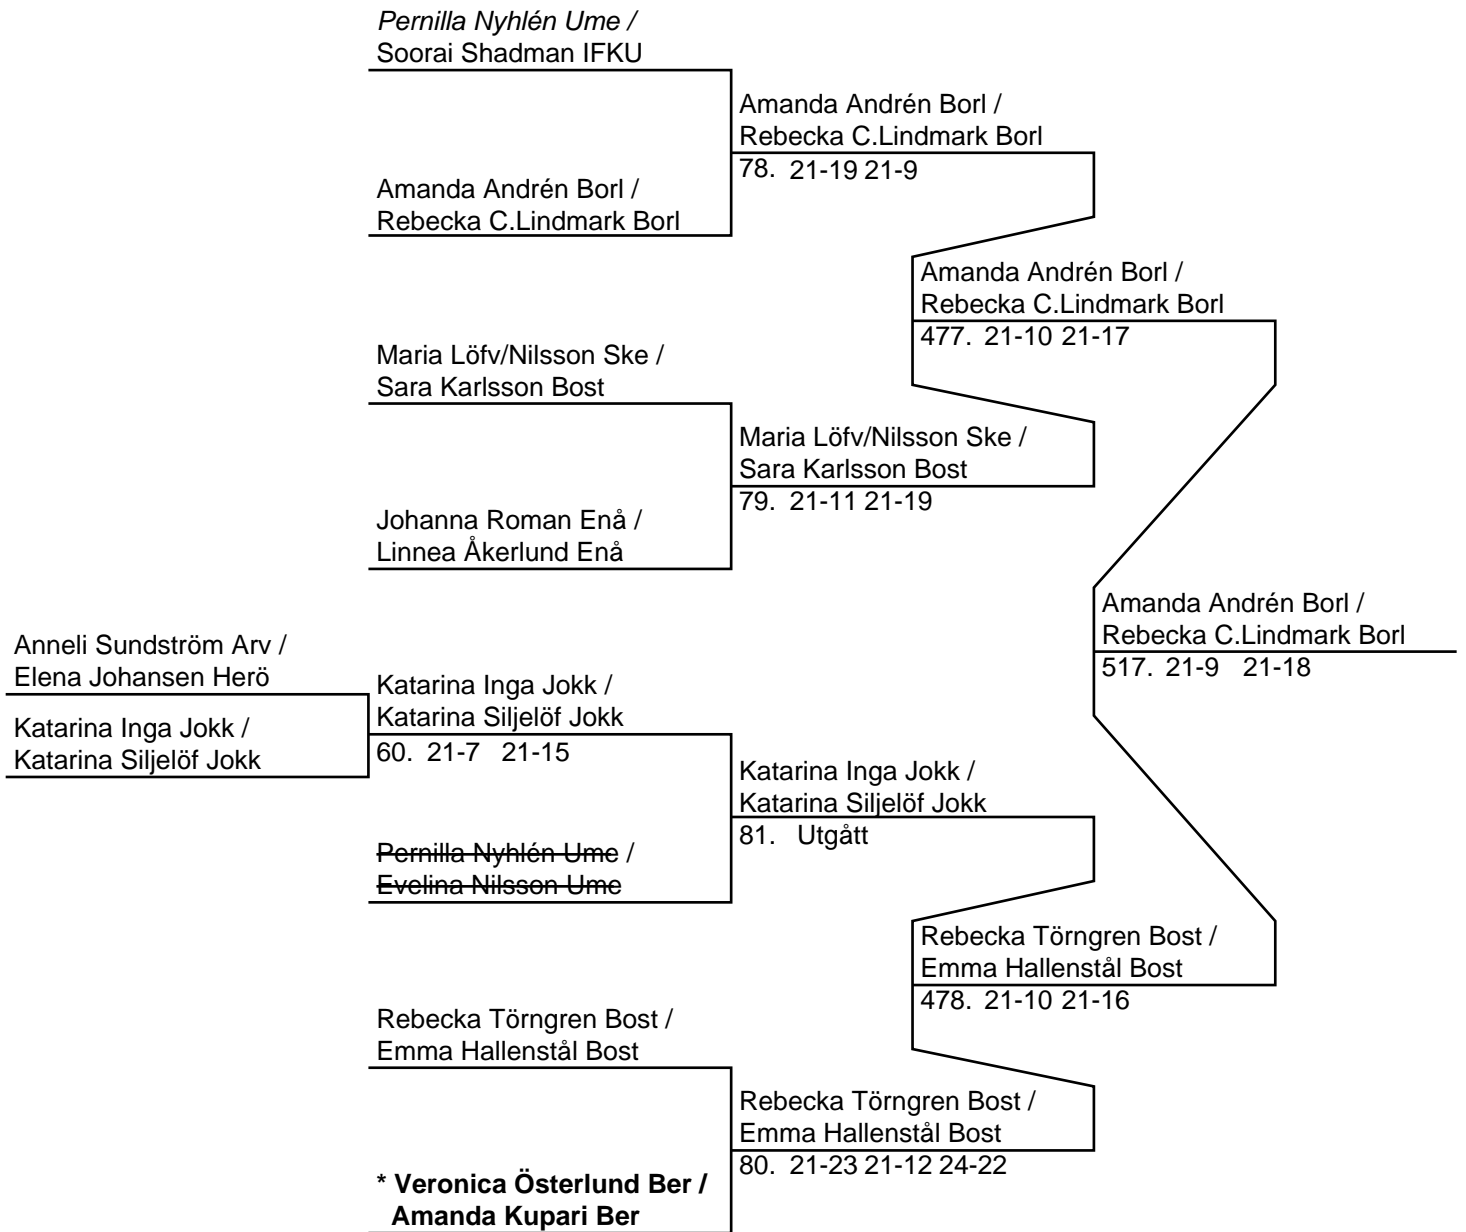 Pernilla Nyhlén Ume /
Soorai Shadman IFKU
Amanda Andrén Borl /
Rebecka C.Lindmark Borl
78. 21-19 21-9
Amanda Andrén Borl /
Rebecka C.Lindmark Borl
Amanda Andrén Borl /
Rebecka C.Lindmark Borl
477. 21-10 21-17
Maria Löfv/Nilsson Ske /
Sara Karlsson Bost
Maria Löfv/Nilsson Ske /
Sara Karlsson Bost
79. 21-11 21-19
Johanna Roman Enå /
Linnea Åkerlund Enå
Amanda Andrén Borl /
Rebecka C.Lindmark Borl
517. 21-9 21-18
Anneli Sundström Arv /
Elena Johansen Herö
Katarina Inga Jokk /
Katarina Siljelöf Jokk
60. 21-7 21-15
Katarina Inga Jokk /
Katarina Siljelöf Jokk
Katarina Inga Jokk /
Katarina Siljelöf Jokk
81. Utgått
Pernilla Nyhlén Ume /
Evelina Nilsson Ume
Rebecka Törngren Bost /
Emma Hallenstål Bost
478. 21-10 21-16
Rebecka Törngren Bost /
Emma Hallenstål Bost
Rebecka Törngren Bost /
Emma Hallenstål Bost
80. 21-23 21-12 24-22
* Veronica Österlund Ber /
Amanda Kupari Ber